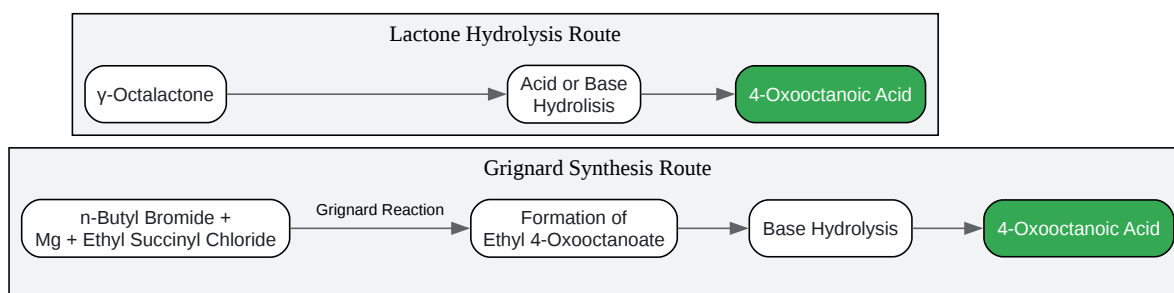 Lactone Hydrolysis Route
γ-Octalactone
Acid or Base
Hydrolisis
4-Oxooctanoic Acid
Grignard Synthesis Route
n-Butyl Bromide +
Mg + Ethyl Succinyl Chloride
Grignard Reaction
Formation of
Ethyl 4-Oxooctanoate
Base Hydrolysis
4-Oxooctanoic Acid